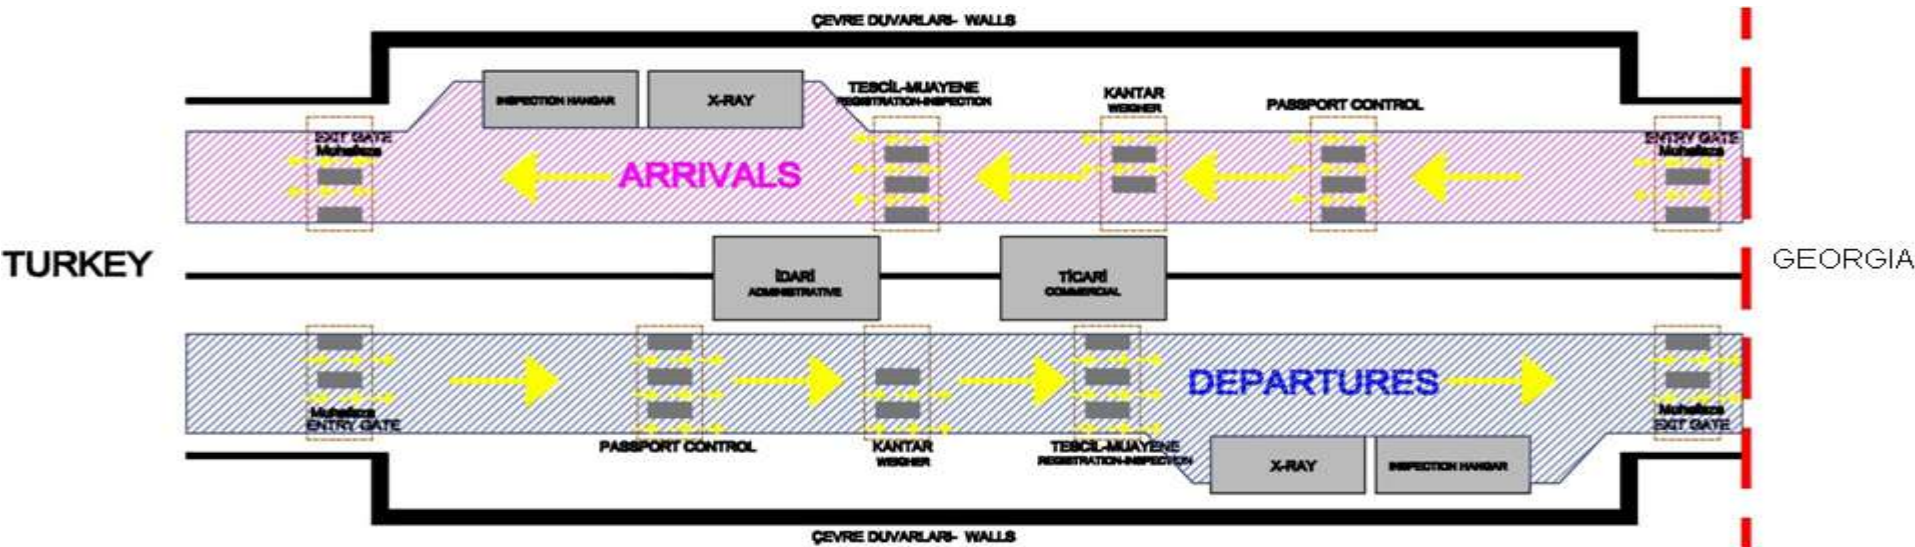 ÇEVRE DUVARLARI- WALLS
INSPECTION HANGAR
X-RAY
TESCİL-MUAYENE
REGISTRATION-INSPECTION
KANTAR
WEIGHER
PASSPORT CONTROL
EXIT GATE
Muhafaza
ENTRY GATE
Muhafaza
ARRIVALS
TURKEY
İDARİ
ADMINISTRATIVE
TİCARİ
COMMERCIAL
GEORGIA
DEPARTURES
Muhafaza
ENTRY GATE
PASSPORT CONTROL
KANTAR
WEIGHER
TESCİL-MUAYENE
REGISTRATION-INSPECTION
X-RAY
INSPECTION HANGAR
Muhafaza
EXIT GATE
ÇEVRE DUVARLARI- WALLS